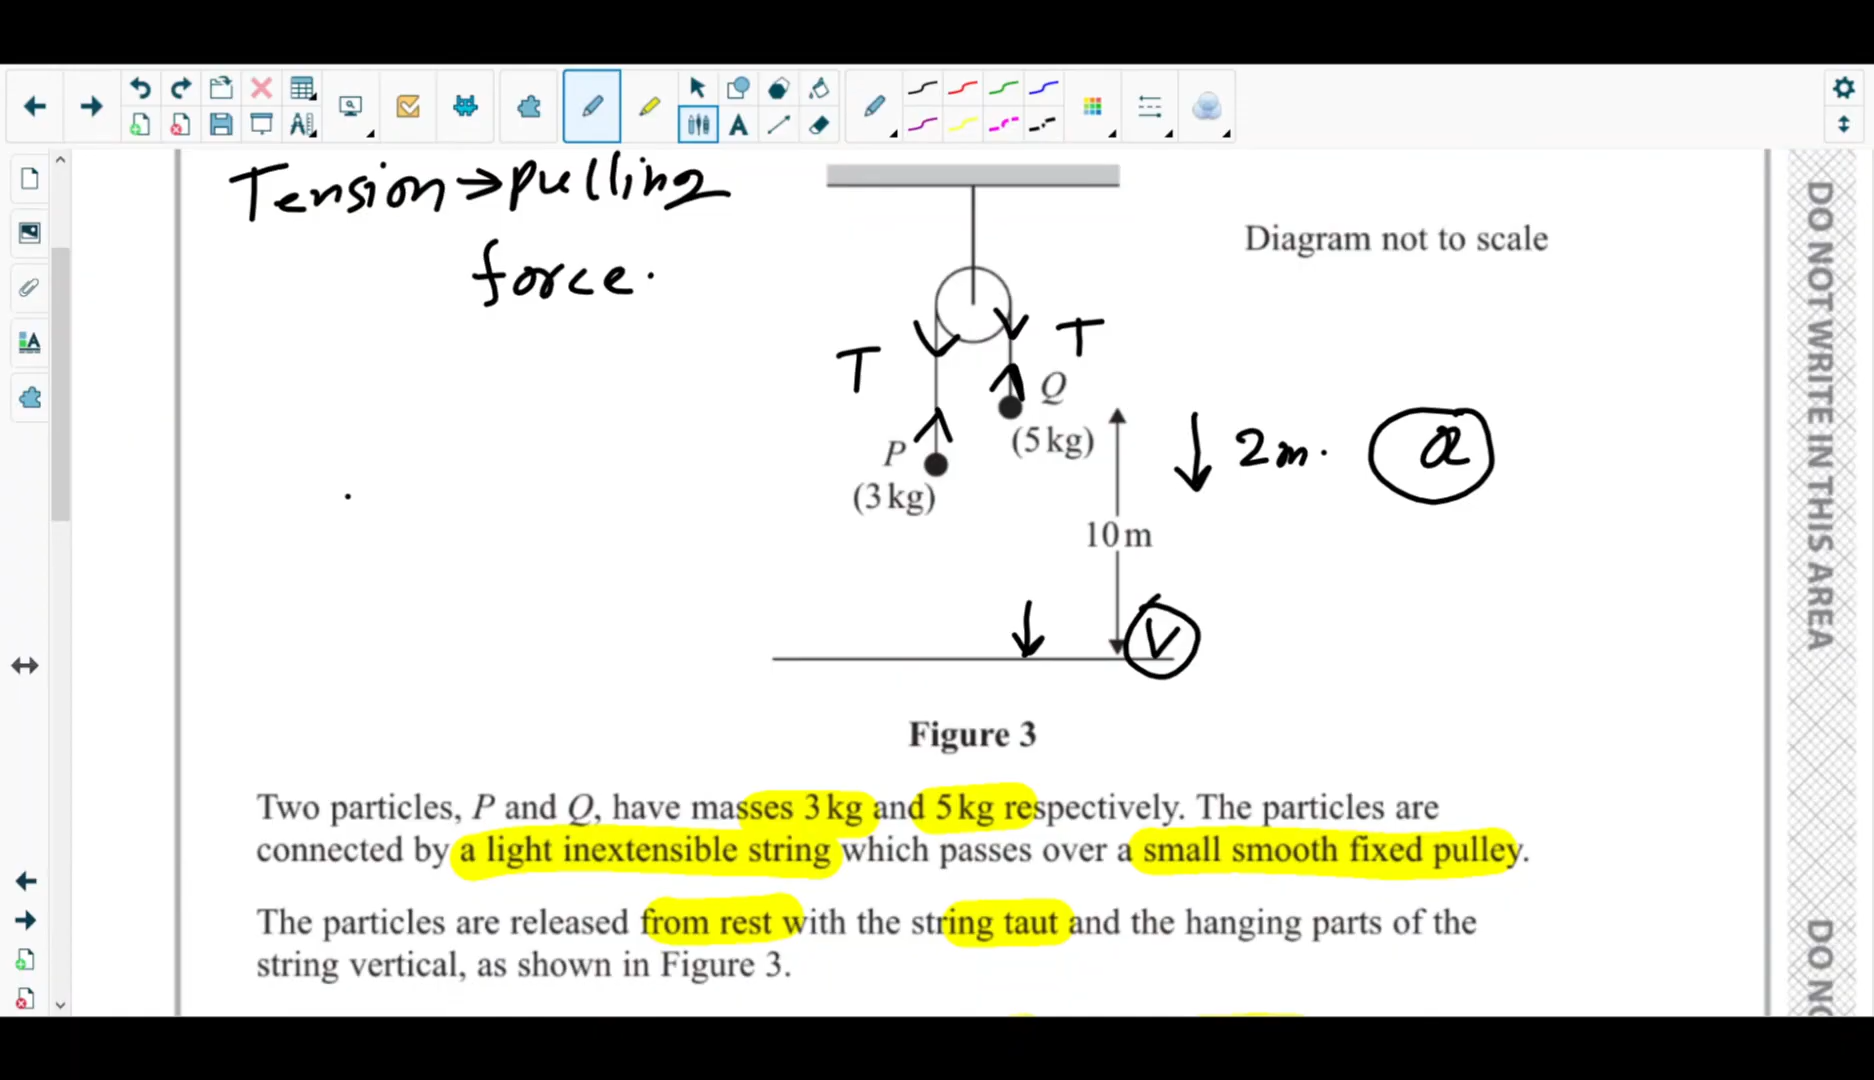 Tension → pulling
force.
Diagram not to scale
T
T
Q
(5 kg)
P
(3 kg)
2m.
a
10 m
V
Figure 3
Two particles, P and Q, have masses 3 kg and 5 kg respectively. The particles are
connected by a light inextensible string which passes over a small smooth fixed pulley.
The particles are released from rest with the string taut and the hanging parts of the
string vertical, as shown in Figure 3.
DO NOT WRITE IN THIS AREA
DO NO